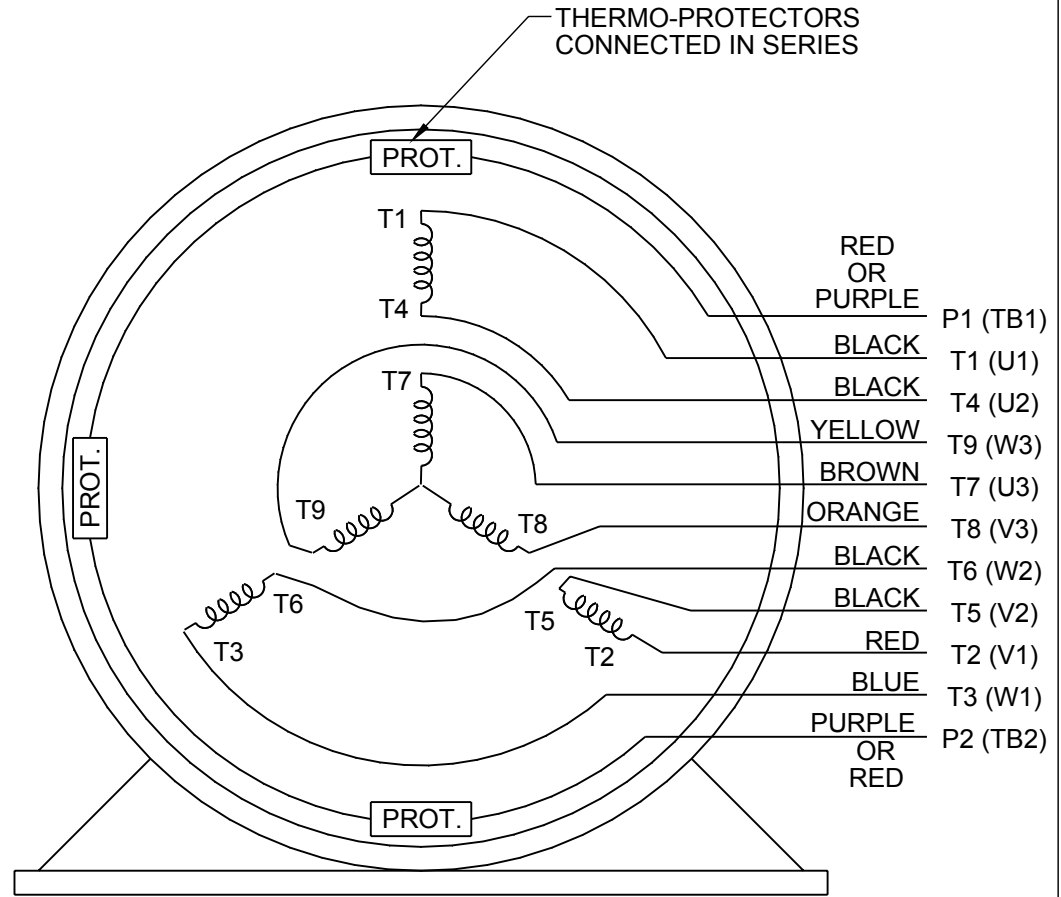 THERMO-PROTECTORS
CONNECTED IN SERIES
PROT.
T1
T4
T7
T9
T8
T6
T3
T5
T2
PROT.
PROT.
RED
OR
PURPLE
P1 (TB1)
BLACK
T1 (U1)
BLACK
T4 (U2)
YELLOW
T9 (W3)
BROWN
T7 (U3)
ORANGE
T8 (V3)
BLACK
T6 (W2)
BLACK
T5 (V2)
RED
T2 (V1)
BLUE
T3 (W1)
PURPLE
OR
RED
P2 (TB2)